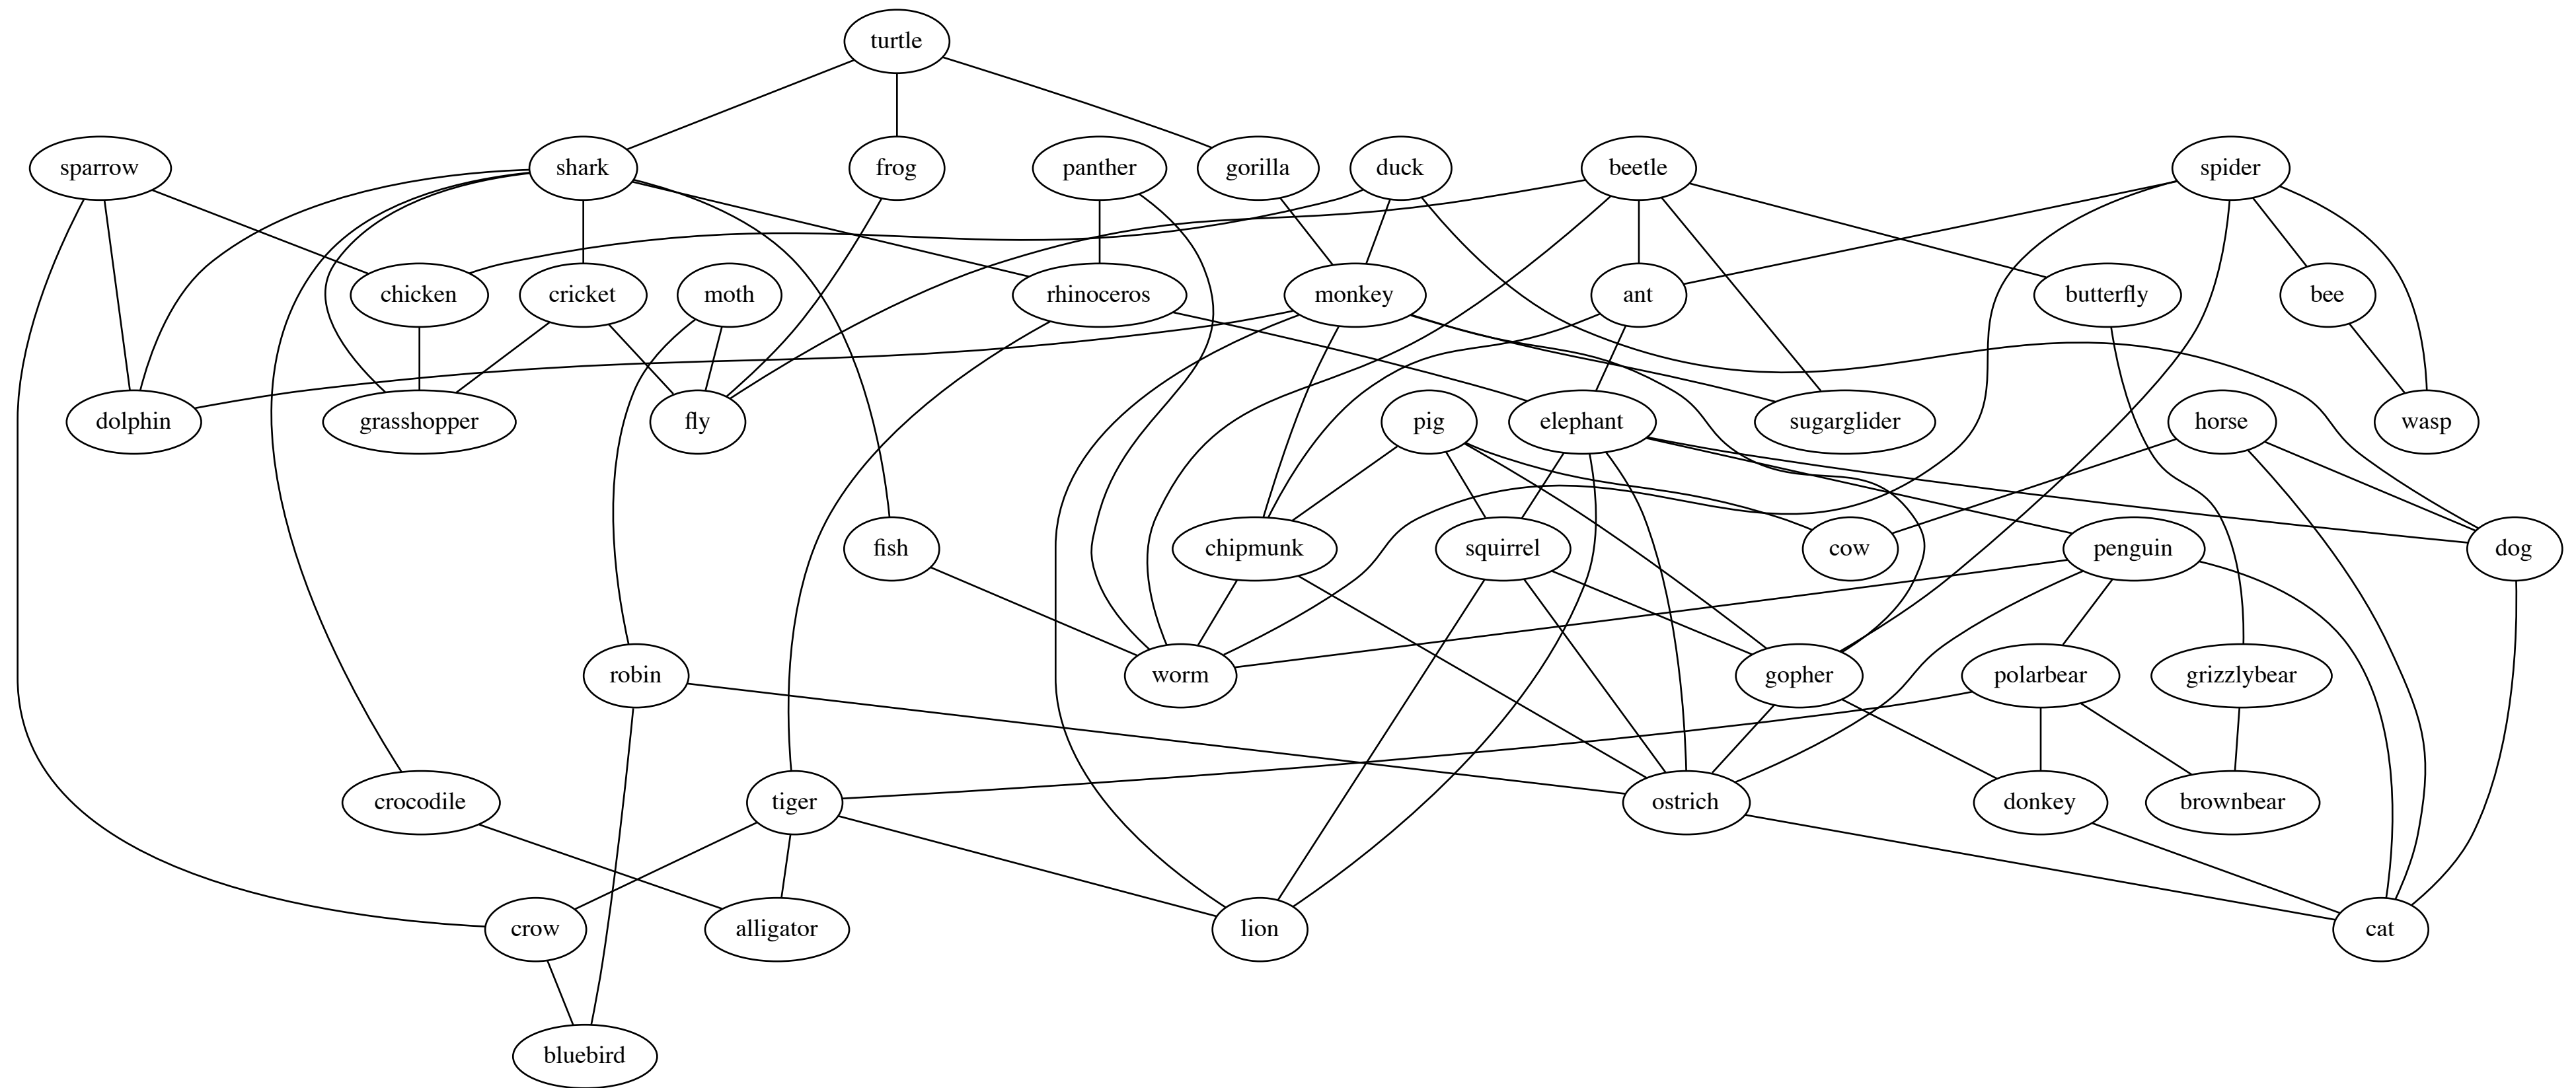 turtle
sparrow
shark
frog
panther
gorilla
duck
beetle
spider
chicken
cricket
moth
rhinoceros
monkey
ant
butterfly
bee
dolphin
grasshopper
fly
pig
elephant
sugarglider
horse
wasp
fish
chipmunk
squirrel
cow
penguin
dog
robin
worm
gopher
polarbear
grizzlybear
crocodile
tiger
ostrich
donkey
brownbear
crow
alligator
lion
cat
bluebird